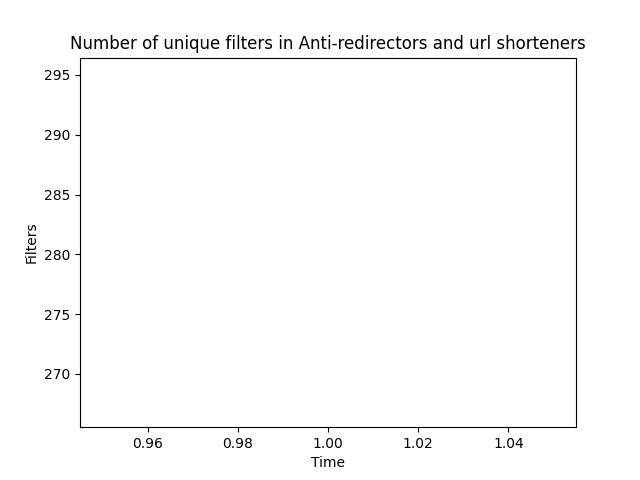 Number of unique filters in Anti-redirectors and url shorteners
295
290
285
280
275
270
Filters
0.96 0.98 1.00 1.02 1.04
Time